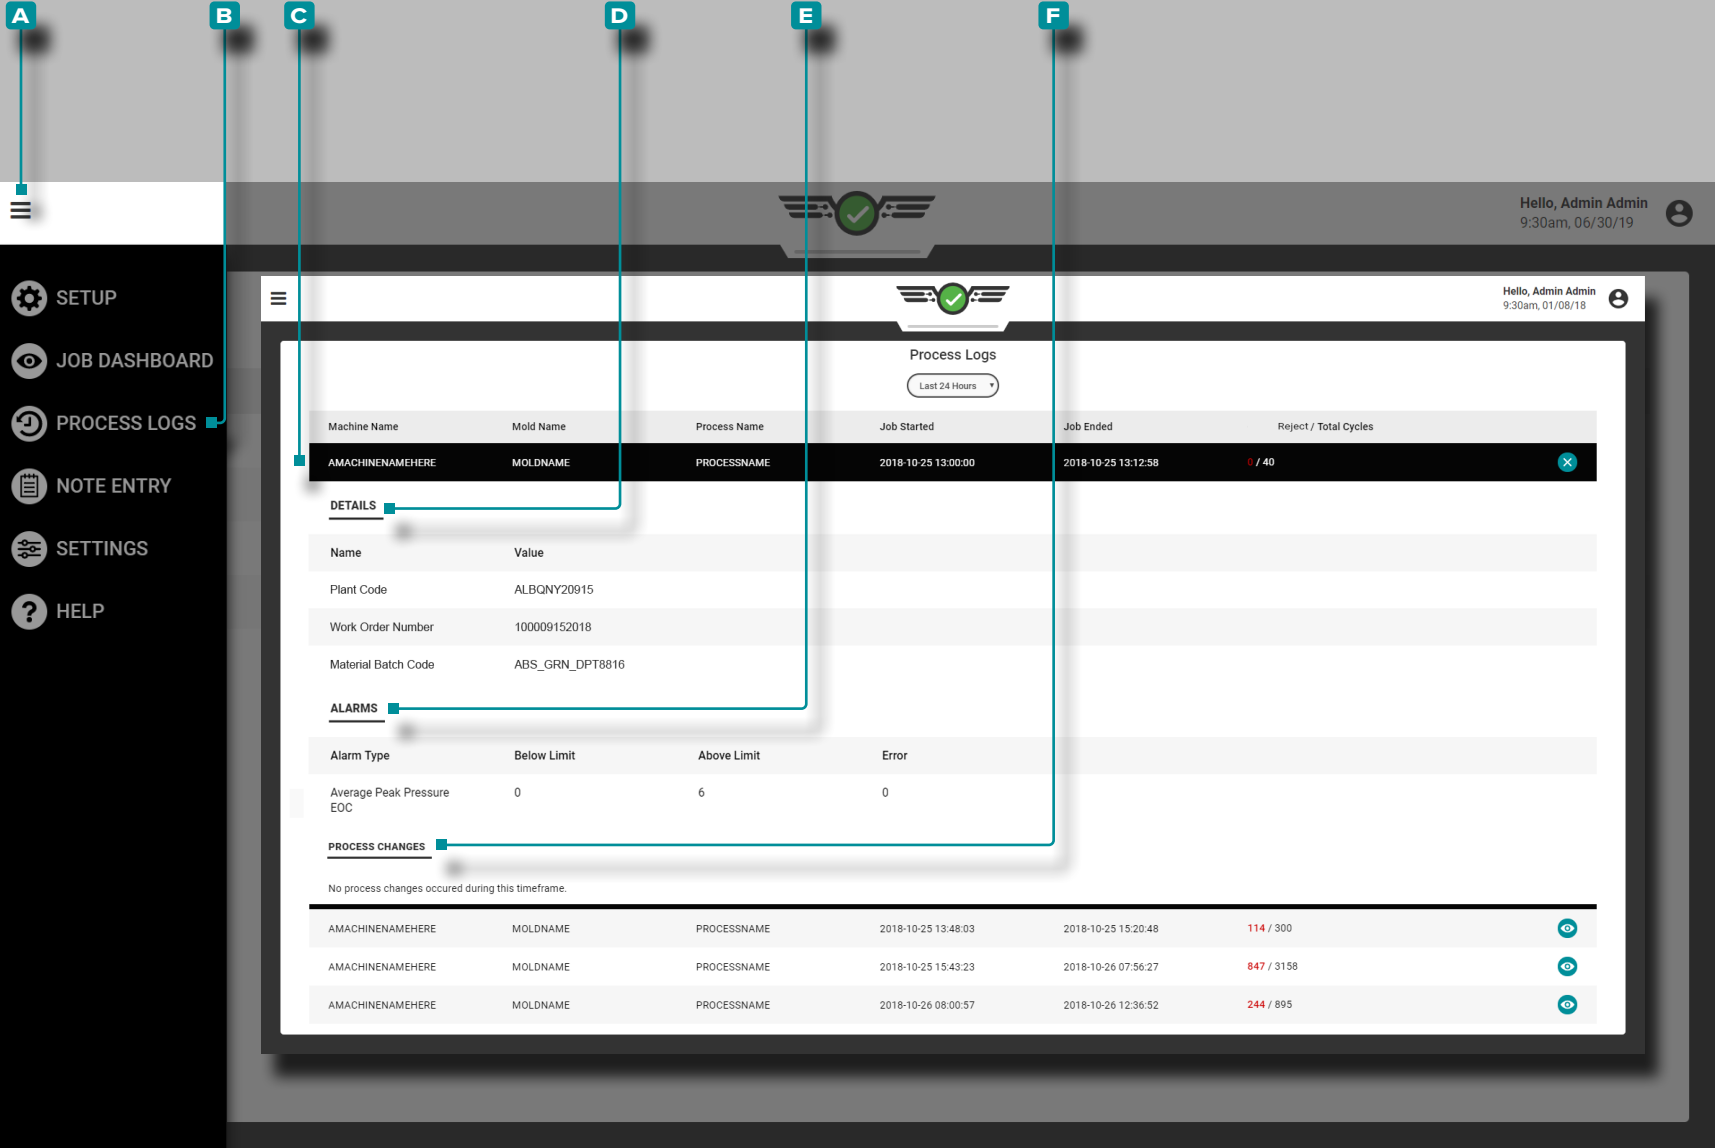 A B C D E F
Hello, Admin Admin
9:30am, 06/30/19
SETUP
JOB DASHBOARD
PROCESS LOGS
NOTE ENTRY
SETTINGS
HELP
Hello, Admin Admin
9:30am, 01/08/18
Process Logs
Last 24 Hours
Machine Name Mold Name Process Name Job Started Job Ended Reject / Total Cycles
AMACHINENAMEHERE MOLDNAME PROCESSNAME 2018-10-25 13:00:00 2018-10-25 13:12:58 0 / 40
DETAILS
Name Value
Plant Code ALBQNY20915
Work Order Number 100009152018
Material Batch Code ABS_GRN_DPT8816
ALARMS
Alarm Type Below Limit Above Limit Error
Average Peak Pressure 0 6 0
EOC
PROCESS CHANGES
No process changes occured during this timeframe.
AMACHINENAMEHERE MOLDNAME PROCESSNAME 2018-10-25 13:48:03 2018-10-25 15:20:48 114 / 300
AMACHINENAMEHERE MOLDNAME PROCESSNAME 2018-10-25 15:43:23 2018-10-26 07:56:27 847 / 3158
AMACHINENAMEHERE MOLDNAME PROCESSNAME 2018-10-26 08:00:57 2018-10-26 12:36:52 244 / 895